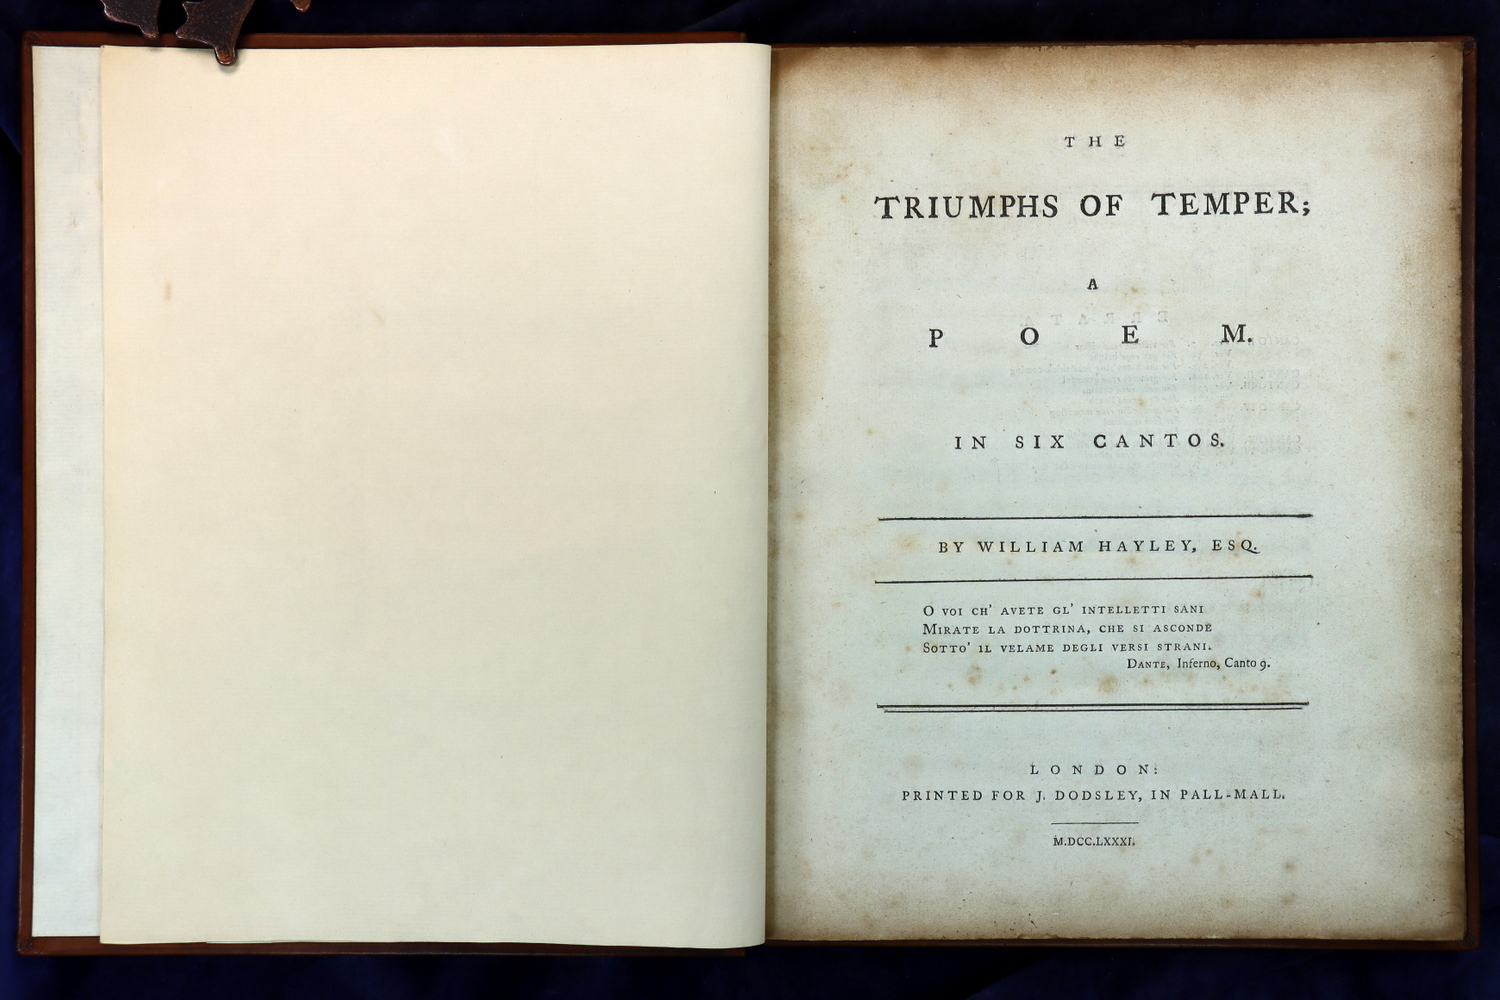 THE
TRIUMPHS OF TEMPER;
A
POEM.
IN SIX CANTOS.
BY WILLIAM HAYLEY, ESQ.
O VOI CH' AVETE GL' INTELLETTI SANI
MIRATE LA DOTTRINA, CHE SI ASCONDE
SOTTO' IL VELAME DEGLI VERSI STRANI.
DANTE, Inferno, Canto 9.
LONDON:
PRINTED FOR J. DODSLEY, IN PALL-MALL.
M.DCC.LXXXI.